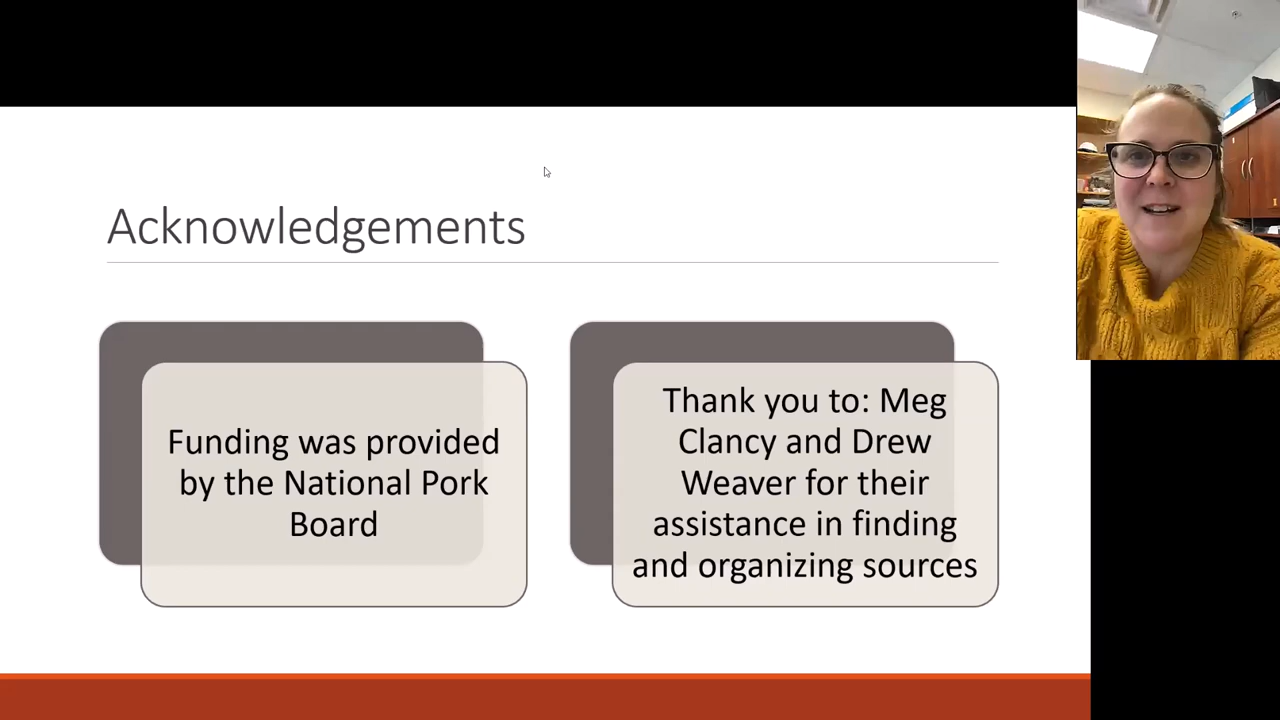 Acknowledgements
Funding was provided
by the National Pork
Board
Thank you to: Meg
Clancy and Drew
Weaver for their
assistance in finding
and organizing sources